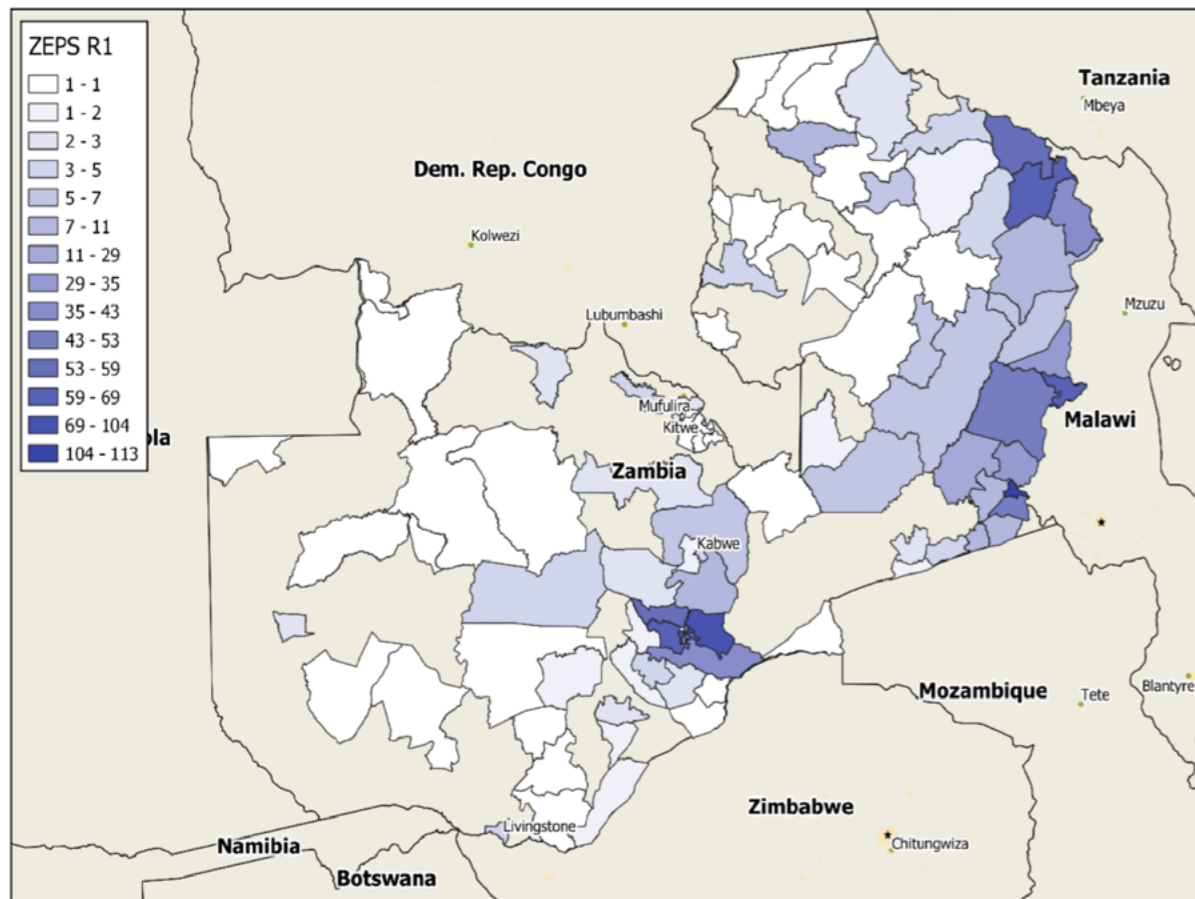 ZEPS R1
1 - 1
1 - 2
2 - 3
3 - 5
5 - 7
7 - 11
11 - 29
29 - 35
35 - 43
43 - 53
53 - 59
59 - 69
69 - 104
104 - 113
Tanzania
Mbeya
Dem. Rep. Congo
Kolwezi
Mzuzu
Lubumbashi
Mufulira
Kitwe
Malawi
ola
Zambia
Kabwe
Mozambique
Tete
Blantyre
Zimbabwe
Livingstone
Chitungwiza
Namibia
Botswana